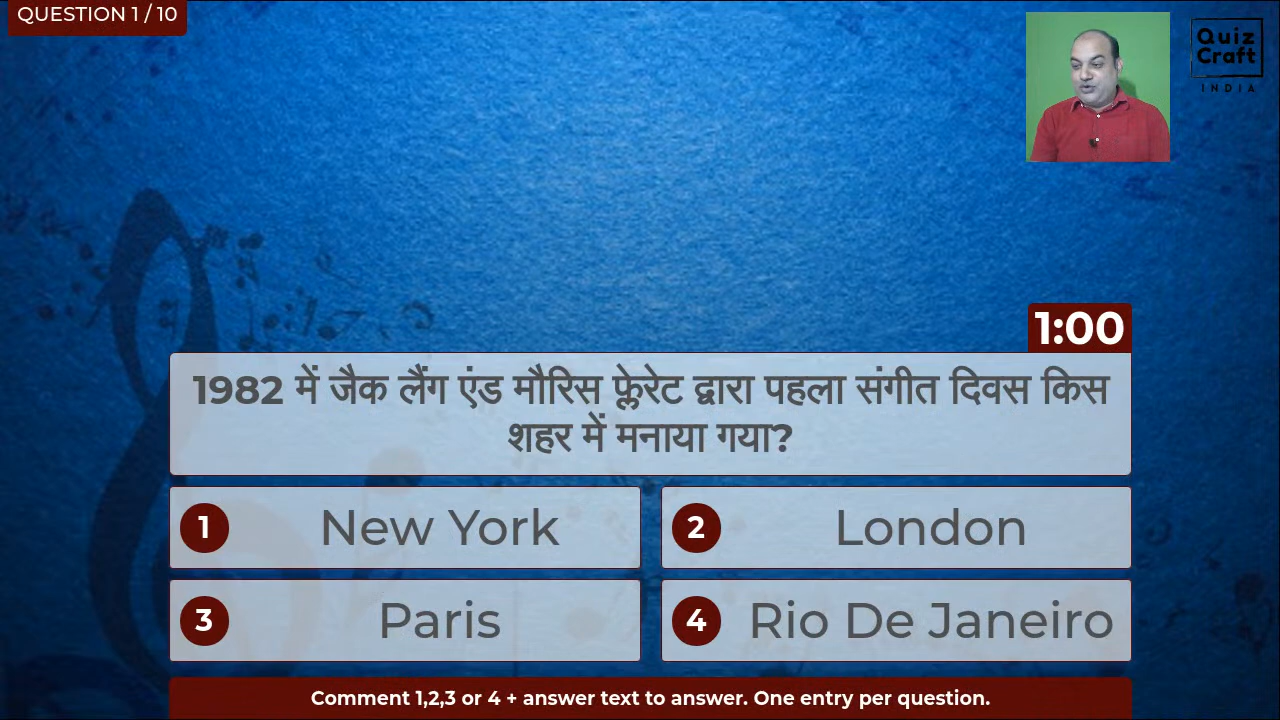 QUESTION 1 / 10
Quiz
Craft
INDIA
1:00
1982 में जैक लैंग एंड मौरिस फ़्लेरेट द्वारा पहला संगीत दिवस किस
शहर में मनाया गया?
1 New York
2 London
3 Paris
4 Rio De Janeiro
Comment 1,2,3 or 4 + answer text to answer. One entry per question.